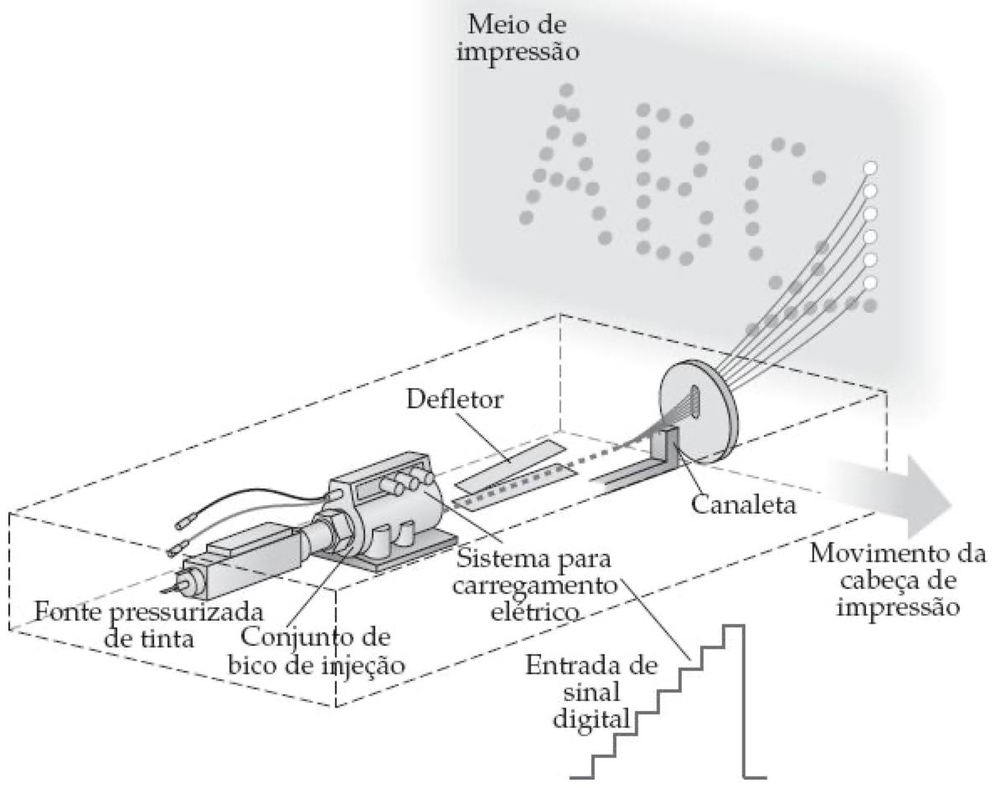 Meio de
impressão
ABC
Defletor
Canaleta
Sistema para
carregamento
elétrico
Movimento da
cabeça de
impressão
Fonte pressurizada
de tinta
Conjunto de
bico de injeção
Entrada de
sinal
digital